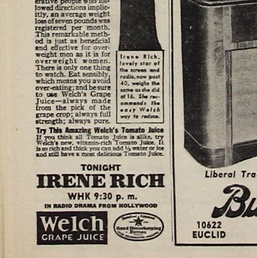 erative people who fol-
lowed directions implic-
itly, an average weight
loss of seven pounds was
registered per month.
This remarkable meth-
od is just as beneficial
and effective for over-
weight men as it is for
overweight women.
There is only one thing
to watch. Eat sensibly,
which means you avoid
over-eating; and be sure
to use Welch's Grape
Juice—always made
from the pick of the
grape crop; always full
strength; always pure.
Irene Rich,
lovely star of
the screen and
radio, now past
40, weighs the
same as she did
at 16. She rec-
ommends the
easy Welch
way to reduce.
Try This Amazing Welch's Tomato Juice
If you think all Tomato Juice is alike, try
Welch's new, vitamin-rich Tomato Juice. It
is so rich and thick you can add ½ water or ice
and still have a most delicious Tomato Juice.
TONIGHT
IRENE RICH
WHK 9:30 p. m.
IN RADIO DRAMA FROM HOLLYWOOD
Welch
GRAPE JUICE
Good Housekeeping
Bureau
Liberal Tra
Bu
10622
EUCLID